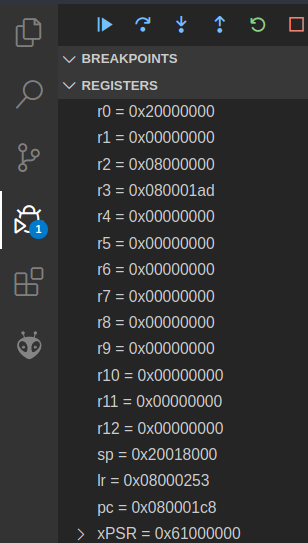 BREAKPOINTS
REGISTERS
r0 = 0x20000000
r1 = 0x00000000
r2 = 0x08000000
r3 = 0x080001ad
r4 = 0x00000000
r5 = 0x00000000
r6 = 0x00000000
r7 = 0x00000000
r8 = 0x00000000
r9 = 0x00000000
r10 = 0x00000000
r11 = 0x00000000
1
r12 = 0x00000000
sp = 0x20018000
lr = 0x08000253
pc = 0x080001c8
xPSR = 0x61000000